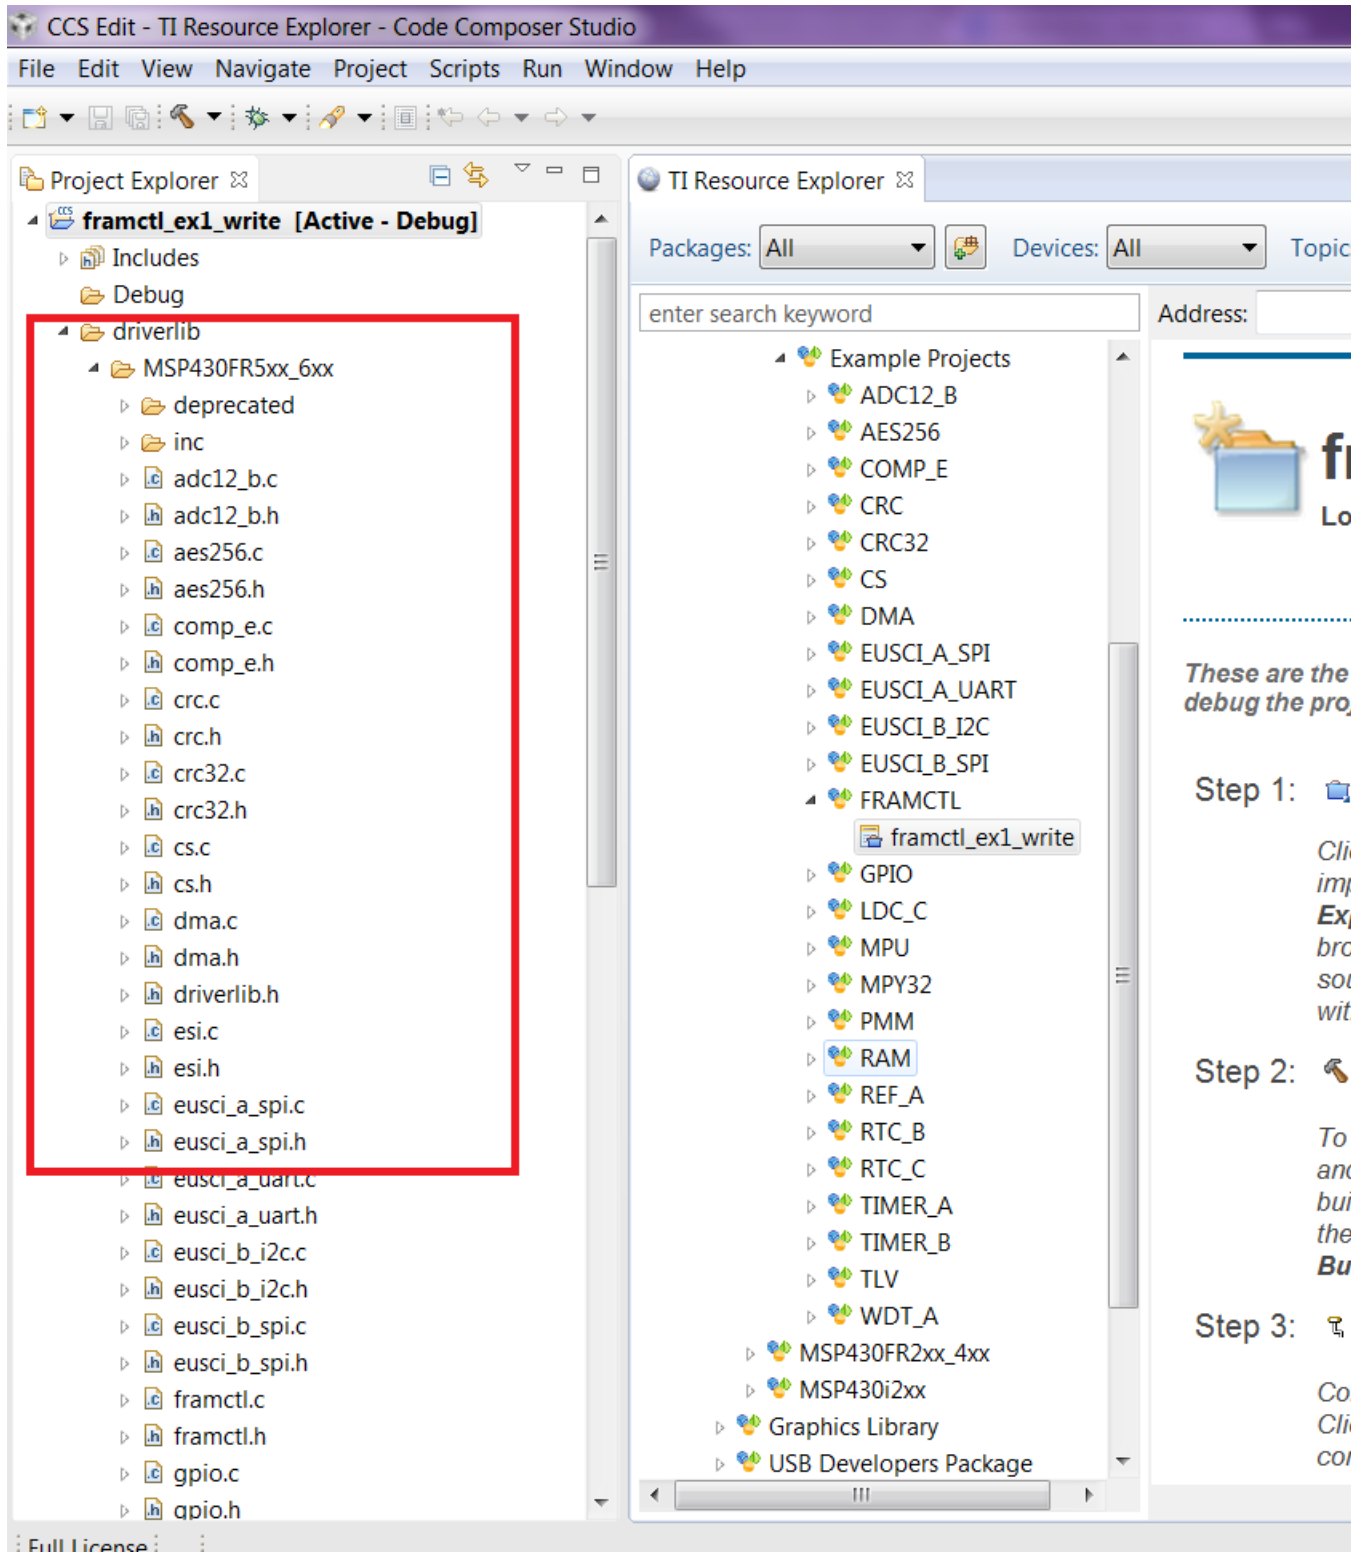 CCS Edit - TI Resource Explorer - Code Composer Studio
File Edit View Navigate Project Scripts Run Window Help
Project Explorer
framctl_ex1_write [Active - Debug]
Includes
Debug
driverlib
MSP430FR5xx_6xx
deprecated
inc
adc12_b.c
adc12_b.h
aes256.c
aes256.h
comp_e.c
comp_e.h
crc.c
crc.h
crc32.c
crc32.h
cs.c
cs.h
dma.c
dma.h
driverlib.h
esi.c
esi.h
eusci_a_spi.c
eusci_a_spi.h
eusci_a_uart.c
eusci_a_uart.h
eusci_b_i2c.c
eusci_b_i2c.h
eusci_b_spi.c
eusci_b_spi.h
framctl.c
framctl.h
gpio.c
gpio.h
Full License
TI Resource Explorer
Packages: All Devices: All Topic
enter search keyword
Address:
Example Projects
ADC12_B
AES256
COMP_E
CRC
CRC32
CS
DMA
EUSCI_A_SPI
EUSCI_A_UART
EUSCI_B_I2C
EUSCI_B_SPI
FRAMCTL
framctl_ex1_write
GPIO
LDC_C
MPU
MPY32
PMM
RAM
REF_A
RTC_B
RTC_C
TIMER_A
TIMER_B
TLV
WDT_A
MSP430FR2xx_4xx
MSP430i2xx
Graphics Library
USB Developers Package
These are the
debug the
Step 1:
Step 2:
To
Step 3: